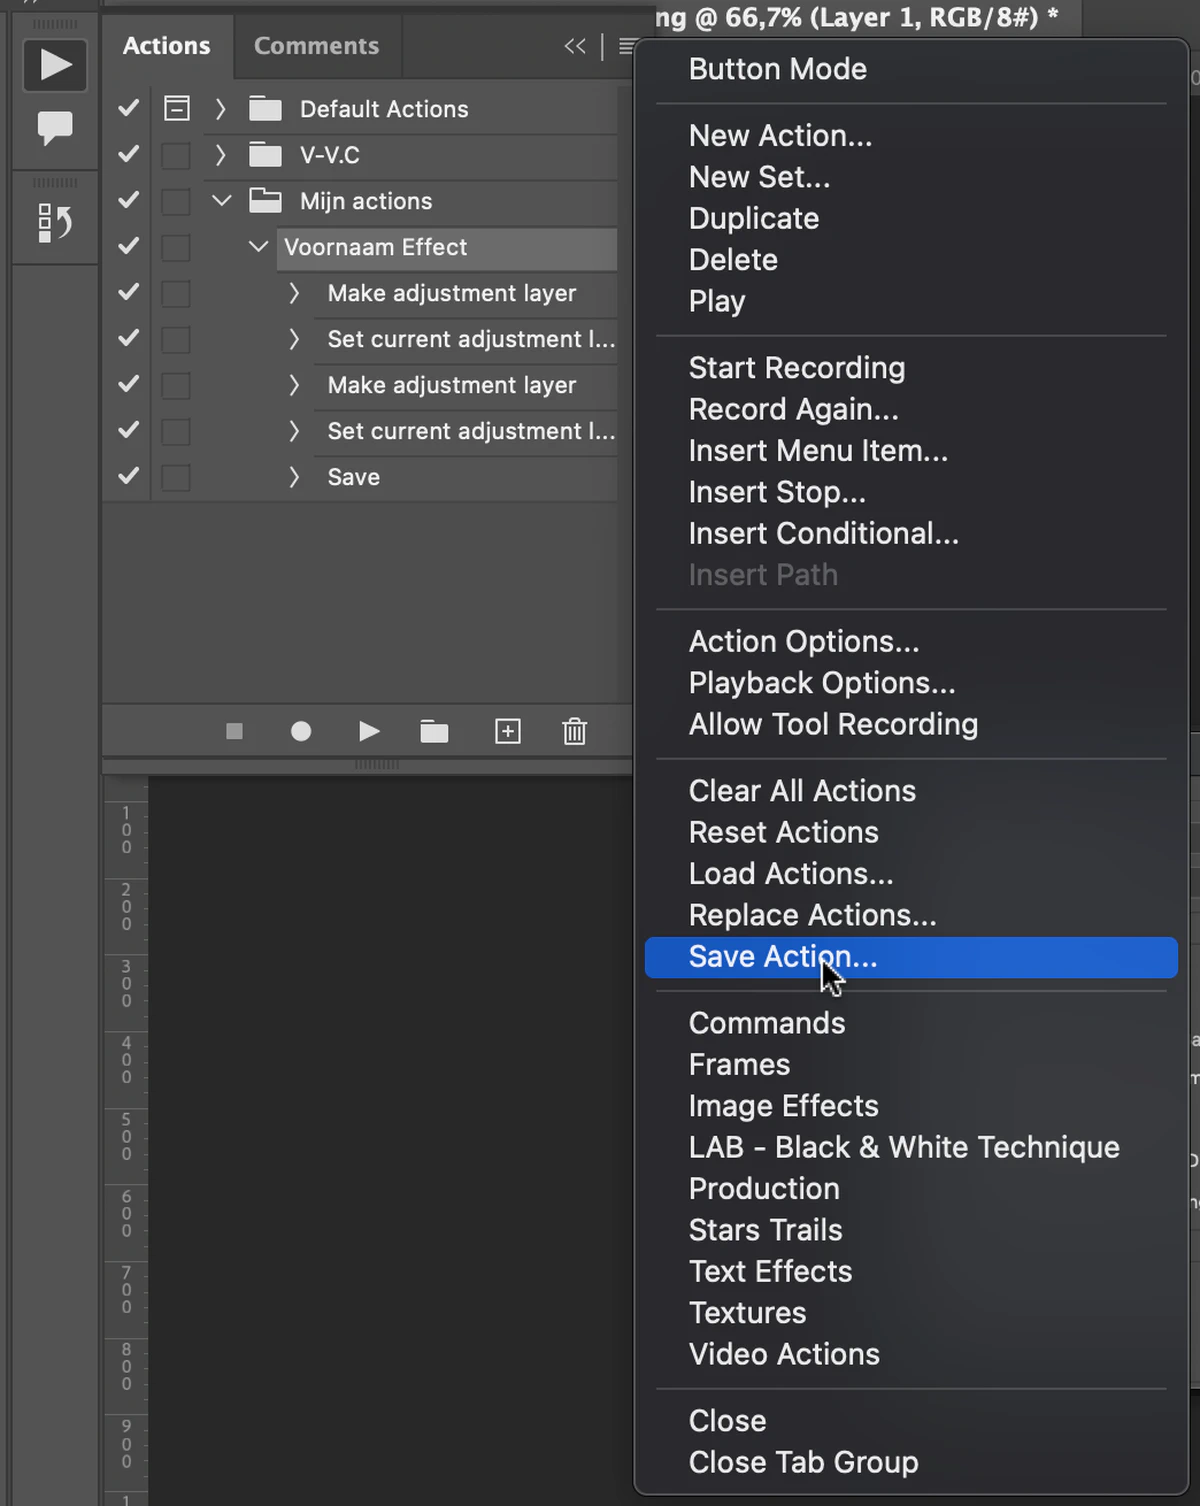 ng @ 66,7% (Layer 1, RGB/8#) *
Actions
Comments
Default Actions
V-V.C
Mijn actions
Voornaam Effect
Make adjustment layer
Set current adjustment l...
Make adjustment layer
Set current adjustment l...
Save
Button Mode
New Action...
New Set...
Duplicate
Delete
Play
Start Recording
Record Again...
Insert Menu Item...
Insert Stop...
Insert Conditional...
Insert Path
Action Options...
Playback Options...
Allow Tool Recording
Clear All Actions
Reset Actions
Load Actions...
Replace Actions...
Save Action...
Commands
Frames
Image Effects
LAB - Black & White Technique
Production
Stars Trails
Text Effects
Textures
Video Actions
Close
Close Tab Group
100
200
300
400
500
600
700
800
900
1